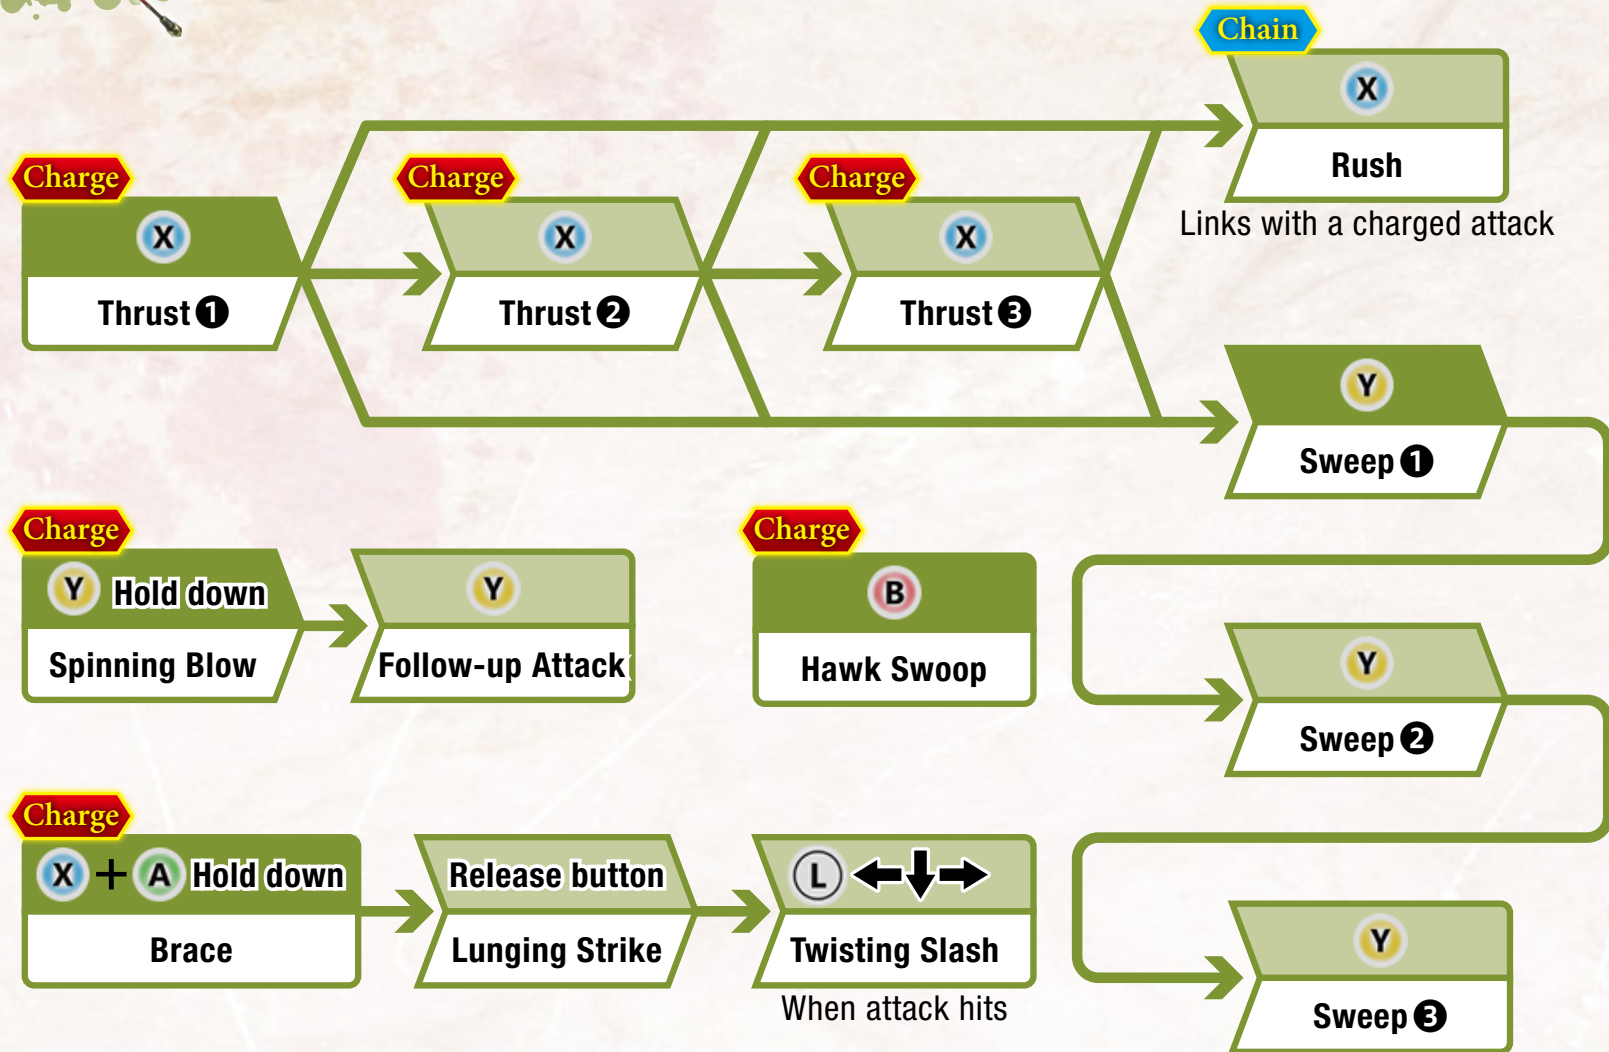 Chain
X
Rush
Links with a charged attack
Charge
X
Thrust ❶
Charge
X
Thrust ❷
Charge
X
Thrust ❸
Y
Sweep ❶
Charge
Y Hold down
Spinning Blow
Y
Follow-up Attack
Charge
B
Hawk Swoop
Y
Sweep ❷
Charge
X + A Hold down
Brace
Release button
Lunging Strike
L ←↓→
Twisting Slash
When attack hits
Y
Sweep ❸